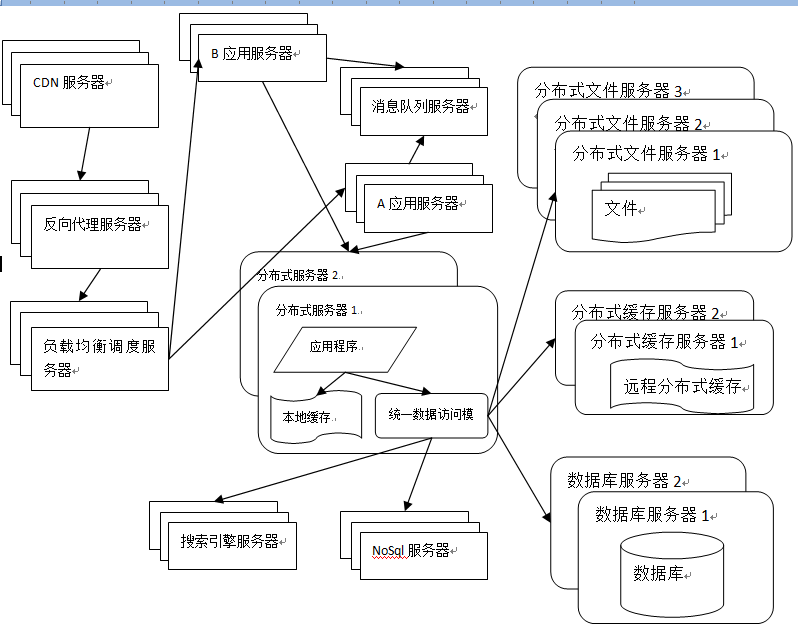 B 应用服务器
CDN 服务器
消息队列服务器
分布式文件服务器 3
分布式文件服务器 2
分布式文件服务器 1
文件
A 应用服务器
反向代理服务器
分布式服务器 2
分布式服务器 1
应用程序
本地缓存
统一数据访问模
负载均衡调度服
务器
分布式缓存服务器 2
分布式缓存服务器 1
远程分布式缓存
数据库服务器 2
数据库服务器 1
数据库
搜索引擎服务器
NoSql 服务器